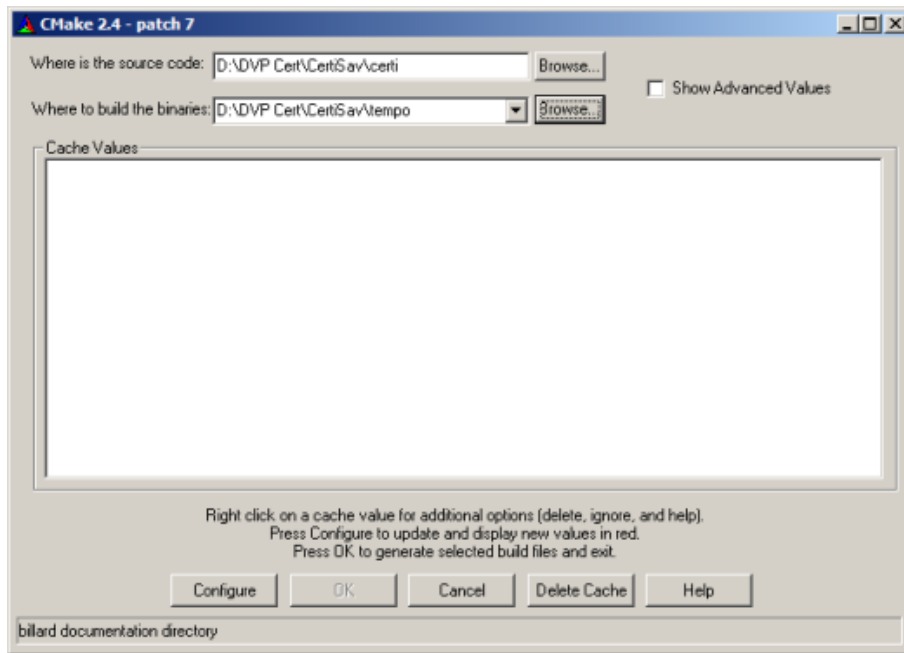 CMake 2.4 - patch 7
Where is the source code: D:\DVP Cert\CertiSav\certi Browse...
Show Advanced Values
Where to build the binaries: D:\DVP Cert\CertiSav\tempo Browse...
Cache Values
Right click on a cache value for additional options (delete, ignore, and help).
Press Configure to update and display new values in red.
Press OK to generate selected build files and exit.
Configure OK Cancel Delete Cache Help
billard documentation directory